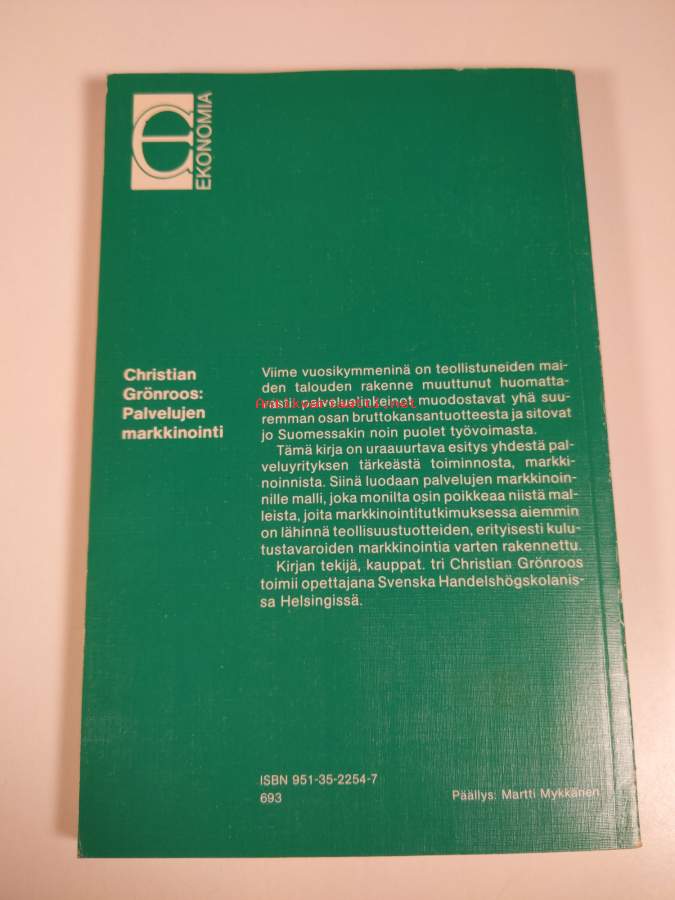 EKONOMIA
Christian
Grönroos:
Palvelujen
markkinointi
Viime vuosikymmeninä on teollistuneiden mai-
den talouden rakenne muuttunut huomatta-
vasti: palveluelinkeinot muodostavat yhä suu-
remman osan bruttokansantuotteesta ja sitovat
jo Suomessakin noin puolet työvoimasta.
Tämä kirja on uraauurtava esitys yhdestä pal-
veluyrityksen tärkeästä toiminnosta, markki-
noinnista. Siinä luodaan palvelujen markkinoin-
nille malli, joka monilta osin poikkeaa niistä mal-
leista, joita markkinointitutkimuksessa aiemmin
on lähinnä teollisuustuotteiden, erityisesti kulu-
tustavaroiden markkinointia varten rakennettu.
Kirjan tekijä, kauppat. tri Christian Grönroos
toimii opettajana Svenska Handelshögskolanis-
sa Helsingissä.
ISBN 951-35-2254-7
693
Päällys: Martti Mykkänen